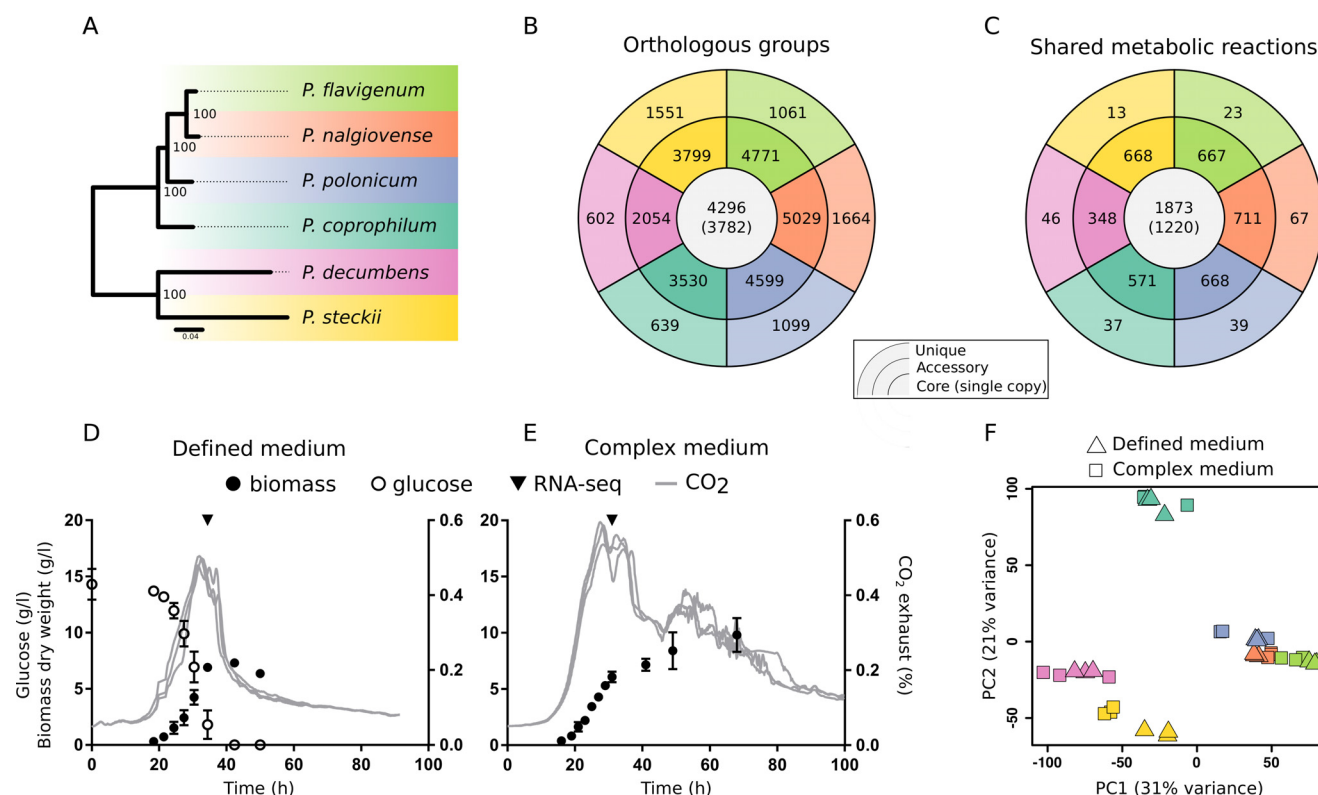 A
P. flavigenum
100
P. nalgiovense
100
P. polonicum
100
P. coprophilum
P. decumbens
100
P. steckii
0.04
B
Orthologous groups
1551 1061
3799 4771
602 2054 4296 5029 1664
(3782)
3530 4599
639 1099
C
Shared metabolic reactions
13 23
668 667
46 348 1873 711 67
(1220)
571 668
37 39
Unique
Accessory
Core (single copy)
D
Defined medium
E
Complex medium
biomass glucose RNA-seq CO2
Glucose (g/l)
Biomass dry weight (g/l)
20
15
10
5
0
0.6
0.4
0.2
0.0
0 20 40 60 80 100
Time (h)
20
15
10
5
0
0.6
0.4
0.2
0.0
CO2 exhaust (%)
0 20 40 60 80 100
Time (h)
F
Defined medium
Complex medium
PC2 (21% variance)
100
50
0
-50
-100 -50 0 50
PC1 (31% variance)